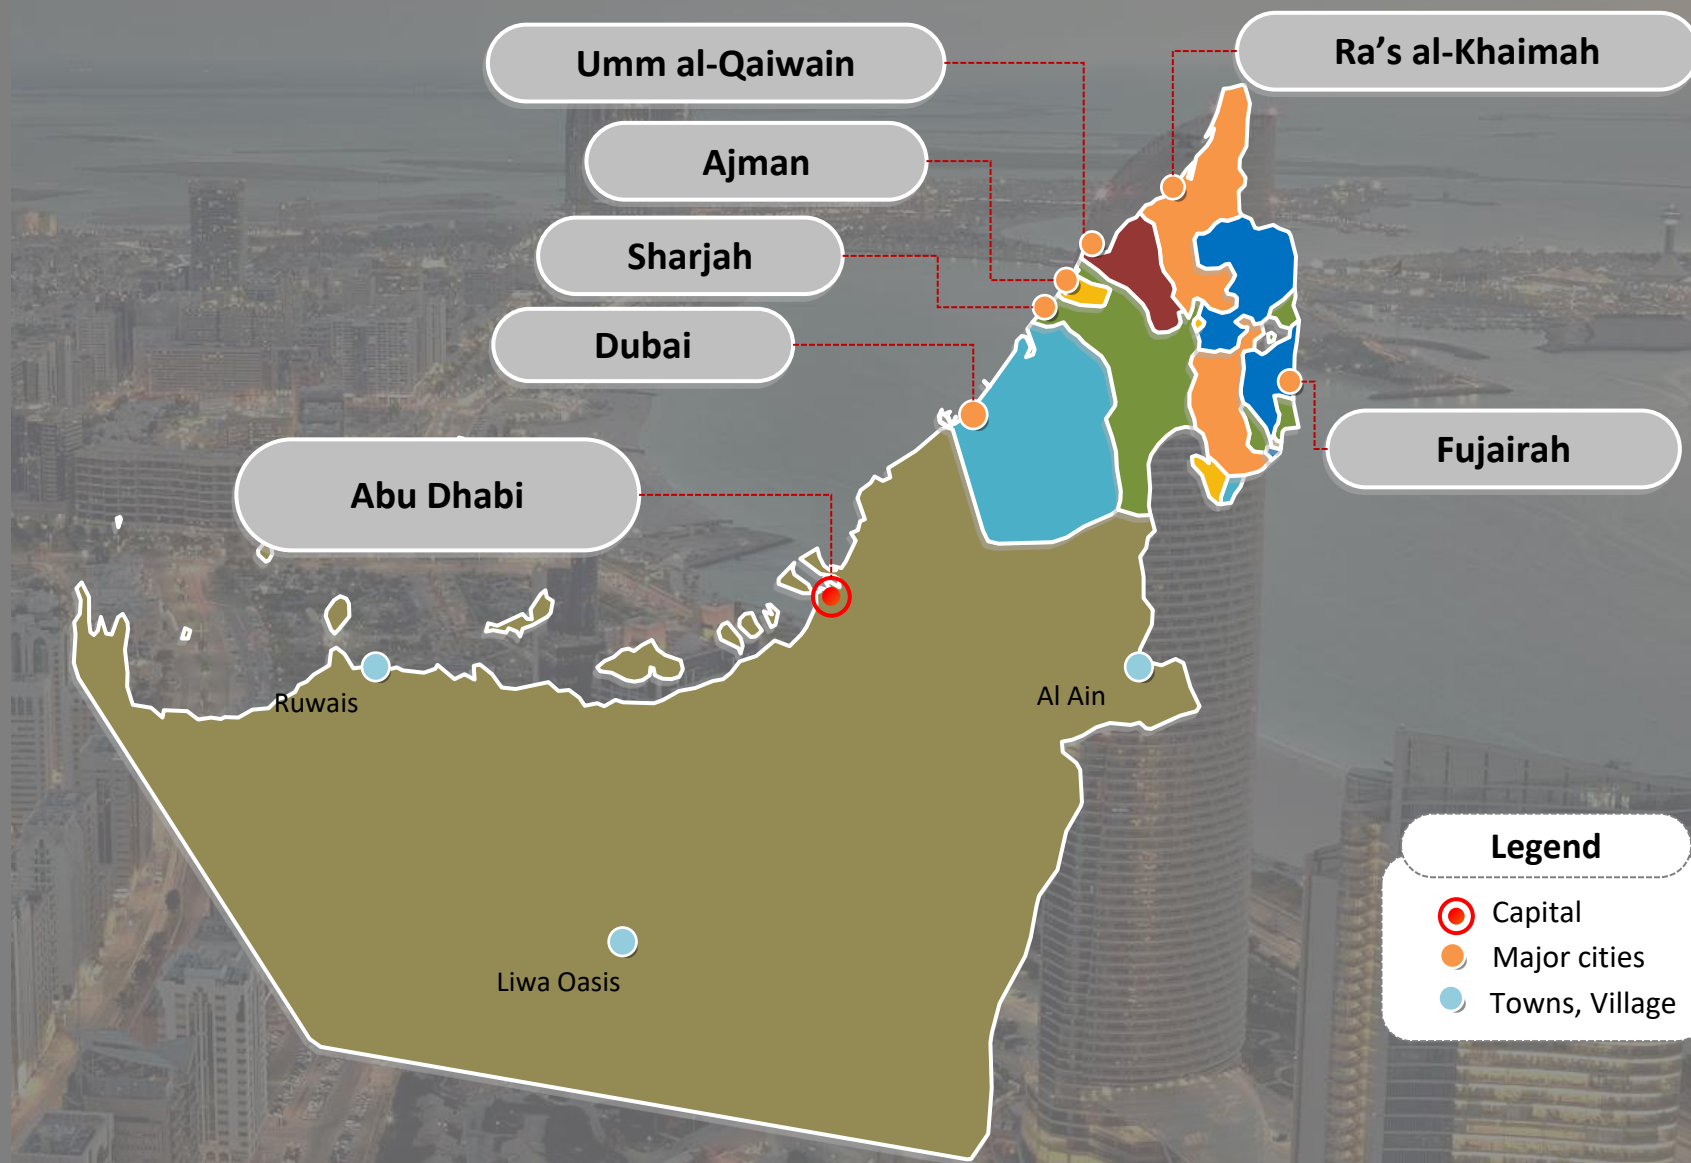 Umm al-Qaiwain
Ra’s al-Khaimah
Ajman
Sharjah
Dubai
Fujairah
Abu Dhabi
Ruwais
Al Ain
Liwa Oasis
Legend
Capital
Major cities
Towns, Village